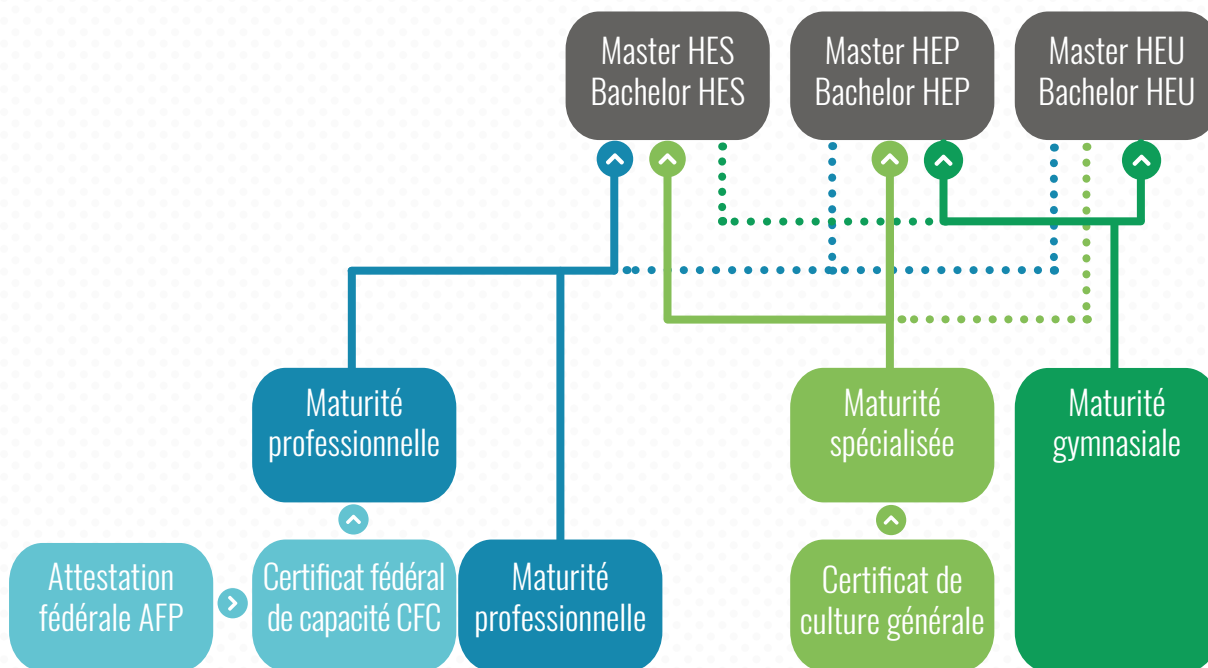 Master HES
Bachelor HES
Master HEP
Bachelor HEP
Master HEU
Bachelor HEU
Maturité
professionnelle
Maturité
spécialisée
Maturité
gymnasiale
Attestation
fédérale AFP
Certificat fédéral
de capacité CFC
Maturité
professionnelle
Certificat de
culture générale